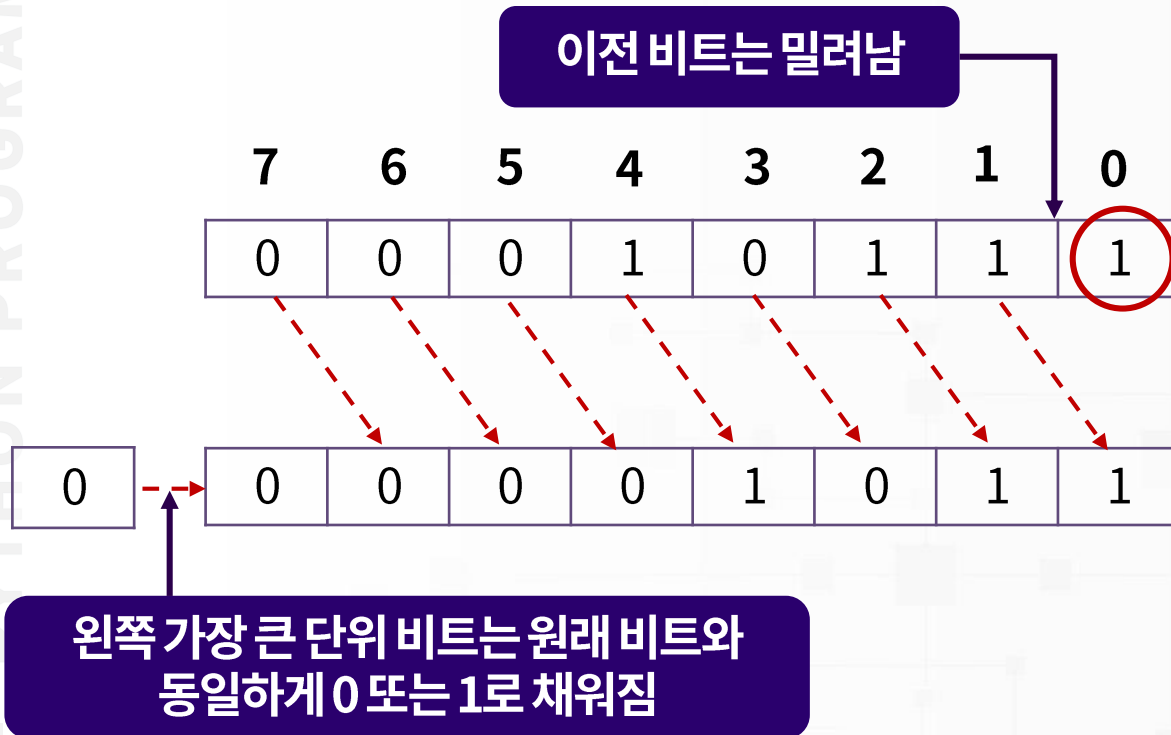 이전 비트는 밀려남
7 6 5 4 3 2 1 0
0 0 0 1 0 1 1 1
0 0 0 0 0 1 0 1 1
왼쪽 가장 큰 단위 비트는 원래 비트와
동일하게 0 또는 1로 채워짐